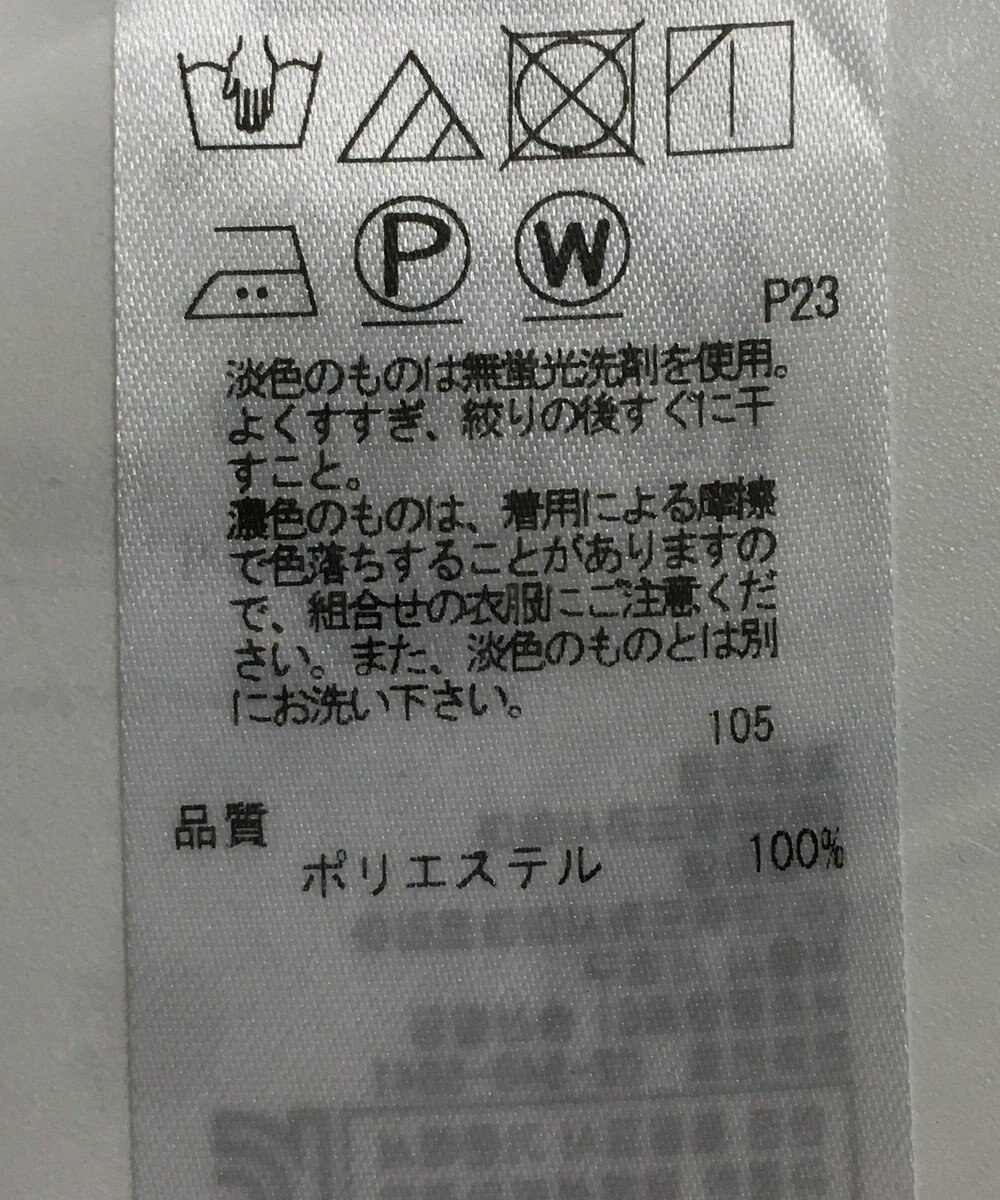 P W
P23
淡色のものは無蛍光洗剤を使用。
よくすすぎ、絞りの後すぐに干
すこと。
濃色のものは、着用による摩擦
で色落ちすることがありますの
で、組合せの衣服にご注意くだ
さい。また、淡色のものとは別
にお洗い下さい。
105
品質
ポリエステル 100%